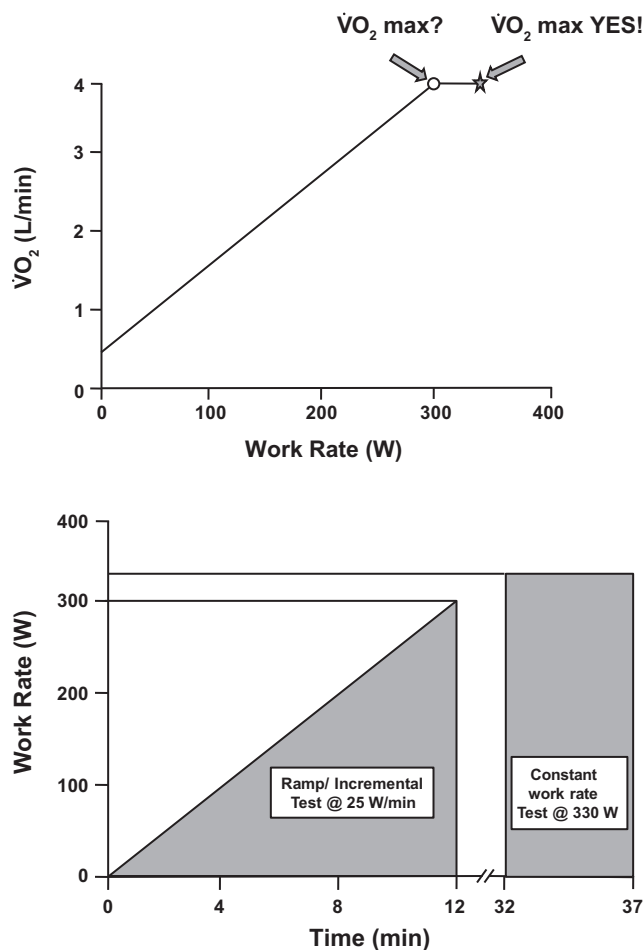 V̇O₂ max? V̇O₂ max YES!
4
3
2
1
0
V̇O₂ (L/min)
0 100 200 300 400
Work Rate (W)
400
300
200
100
0
Work Rate (W)
Ramp/ Incremental
Test @ 25 W/min
Constant
work rate
Test @ 330 W
0 4 8 12 32 37
Time (min)